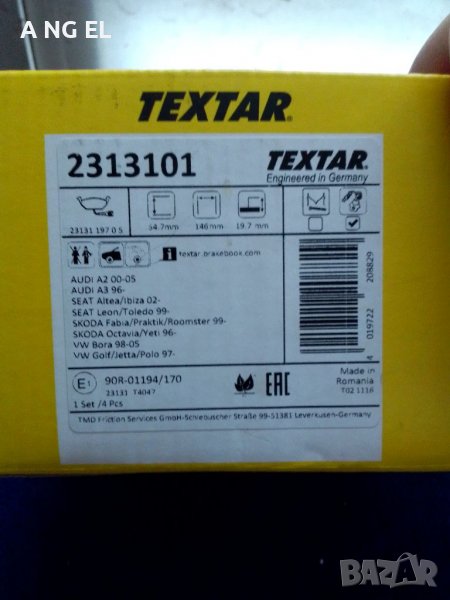 A NG EL
TEXTAR
2313101
TEXTAR
Engineered in Germany
23131 197 0 5
54.7mm
146mm
19.7 mm
i textar.brakebook.com
AUDI A2 00-05
AUDI A3 96-
SEAT Altea/Ibiza 02-
SEAT Leon/Toledo 99-
SKODA Fabia/Praktik/Roomster 99-
SKODA Octavia/Yeti 96-
VW Bora 98-05
VW Golf/Jetta/Polo 97-
4 019722 208829
E1
90R-01194/170
23131 T4047
1 Set /4 Pcs
EAC
Made in
Romania
T02 1116
TMD Friction Services GmbH-Schlebuscher Straße 99-51381 Leverkusen-Germany
BAZAR